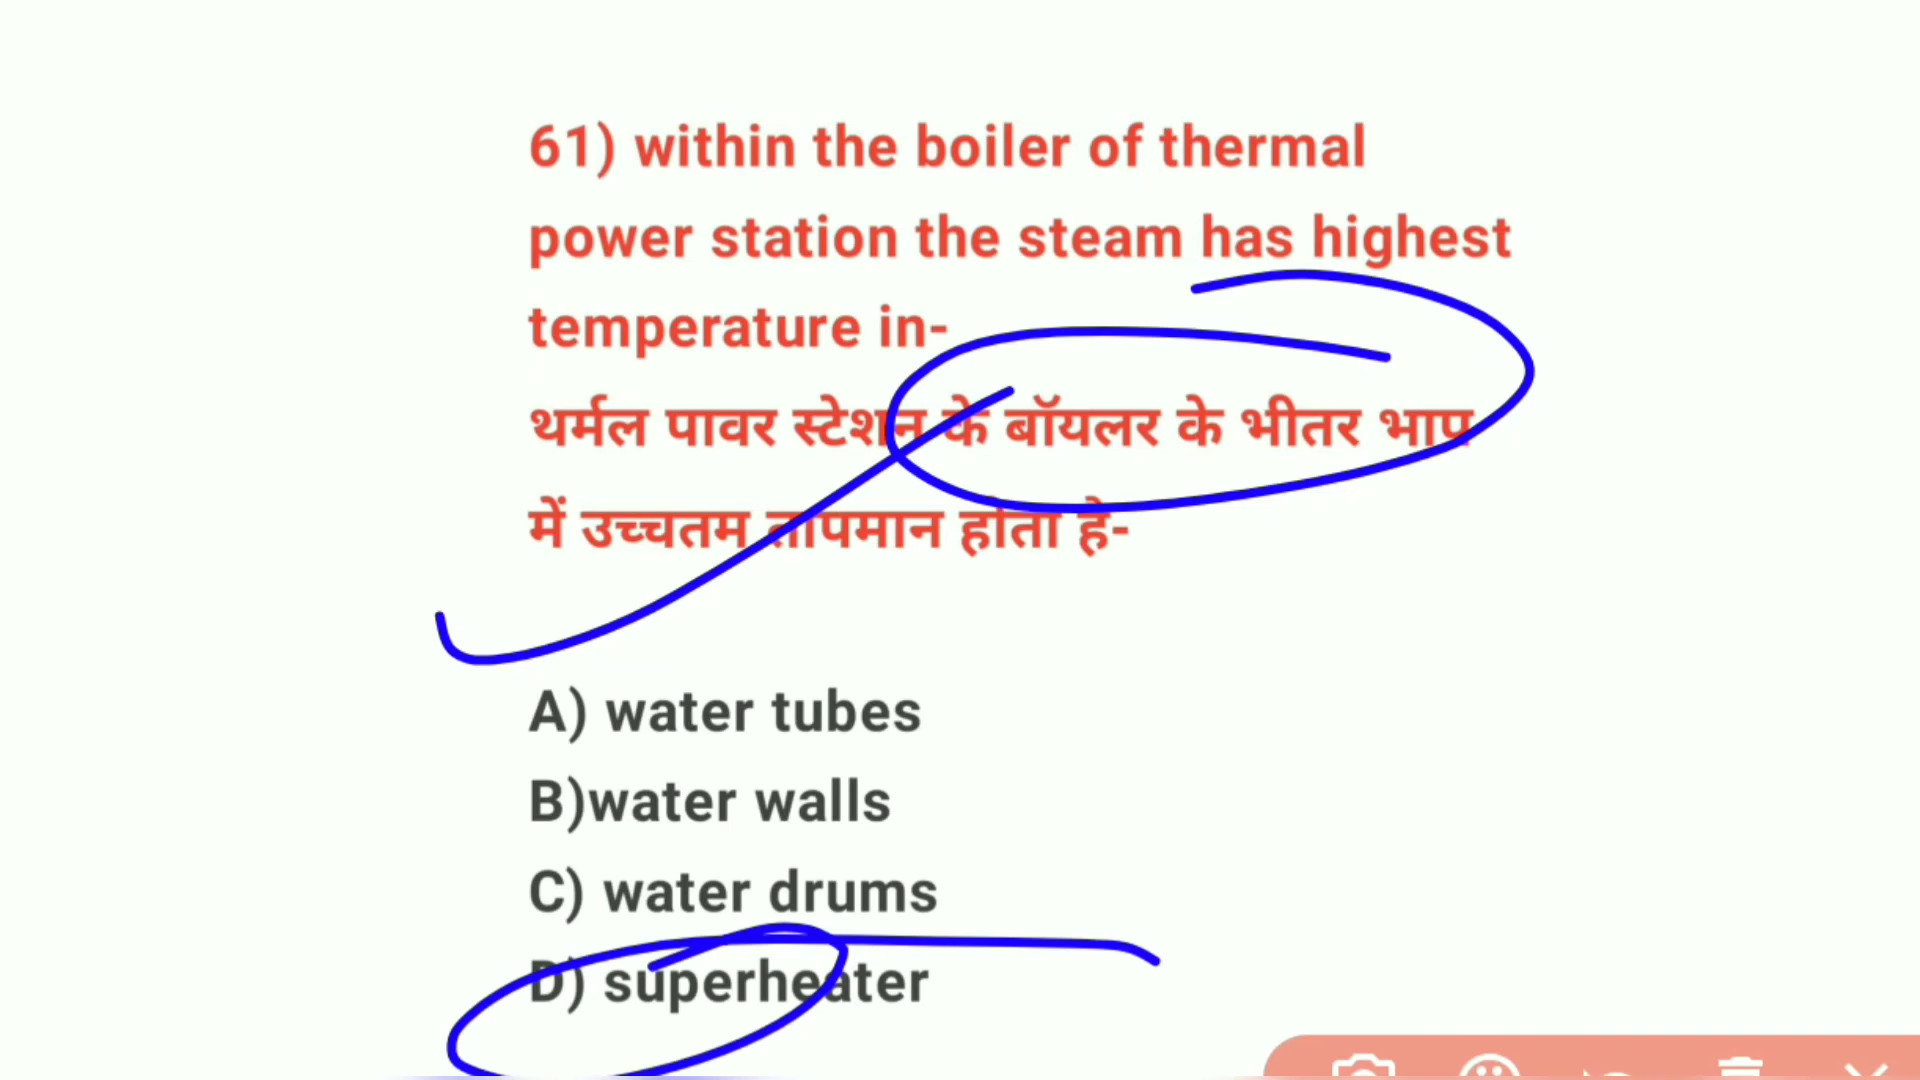 61) within the boiler of thermal
power station the steam has highest
temperature in-
थर्मल पावर स्टेशन के बॉयलर के भीतर भाप
में उच्चतम तापमान होता है-
A) water tubes
B)water walls
C) water drums
D) superheater